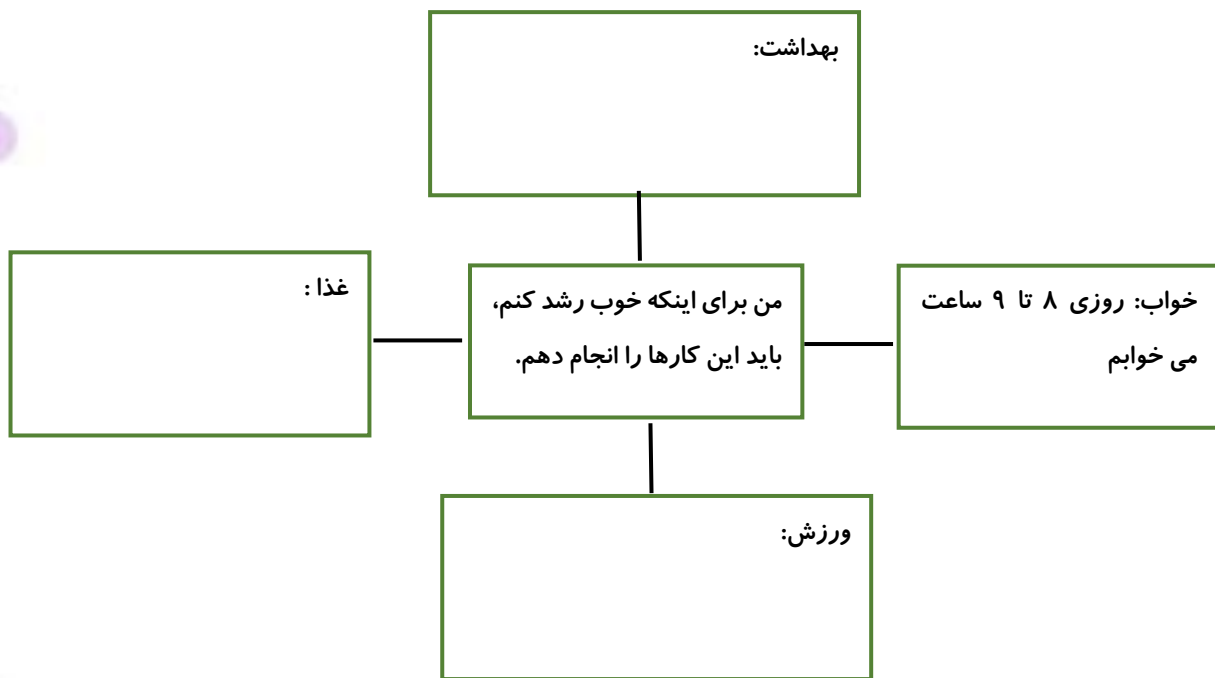 بهداشت:
خواب: روزی ۸ تا ۹ ساعت
می خوابم
من برای اینکه خوب رشد کنم،
باید این کارها را انجام دهم.
غذا :
ورزش: